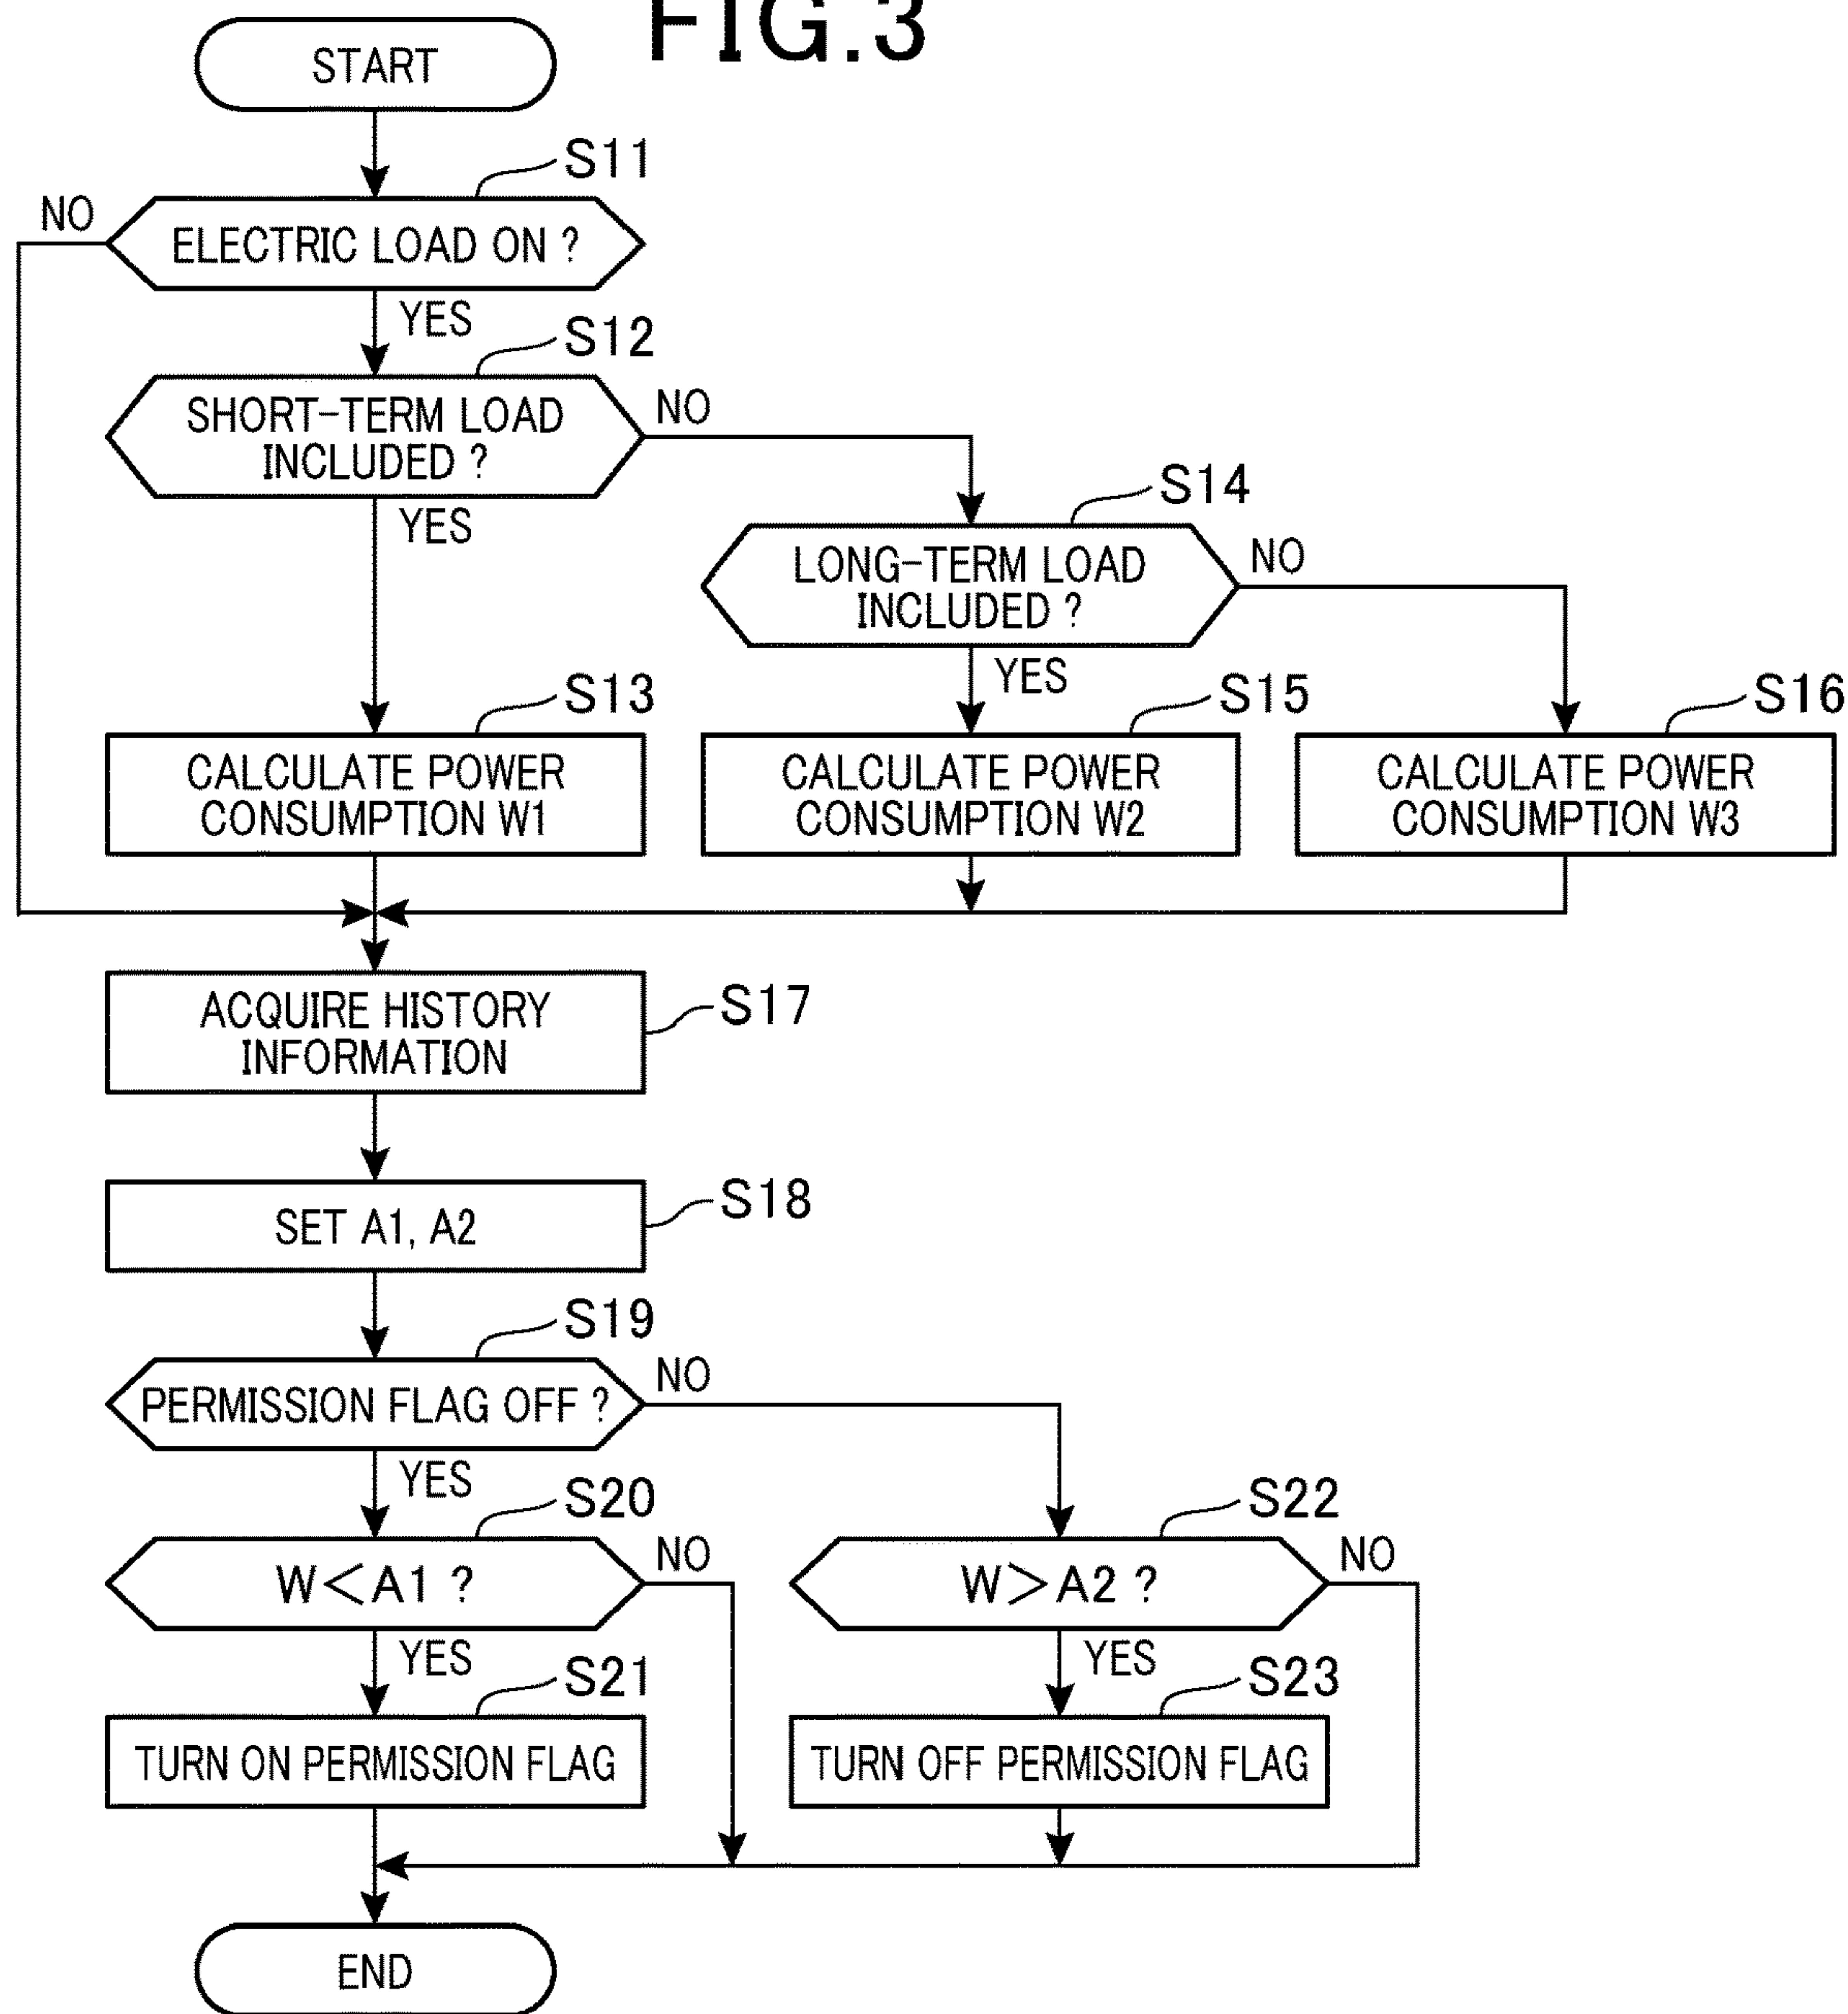 FIG.3
START
S11
NO
ELECTRIC LOAD ON ?
YES
S12
SHORT-TERM LOAD
INCLUDED ?
NO
YES
S14
LONG-TERM LOAD
INCLUDED ?
NO
YES
S13
CALCULATE POWER
CONSUMPTION W1
S15
CALCULATE POWER
CONSUMPTION W2
S16
CALCULATE POWER
CONSUMPTION W3
ACQUIRE HISTORY
INFORMATION
S17
SET A1, A2
S18
S19
PERMISSION FLAG OFF ?
NO
YES
S20
W<A1 ?
NO
YES
S22
W>A2 ?
NO
YES
S21
TURN ON PERMISSION FLAG
S23
TURN OFF PERMISSION FLAG
END